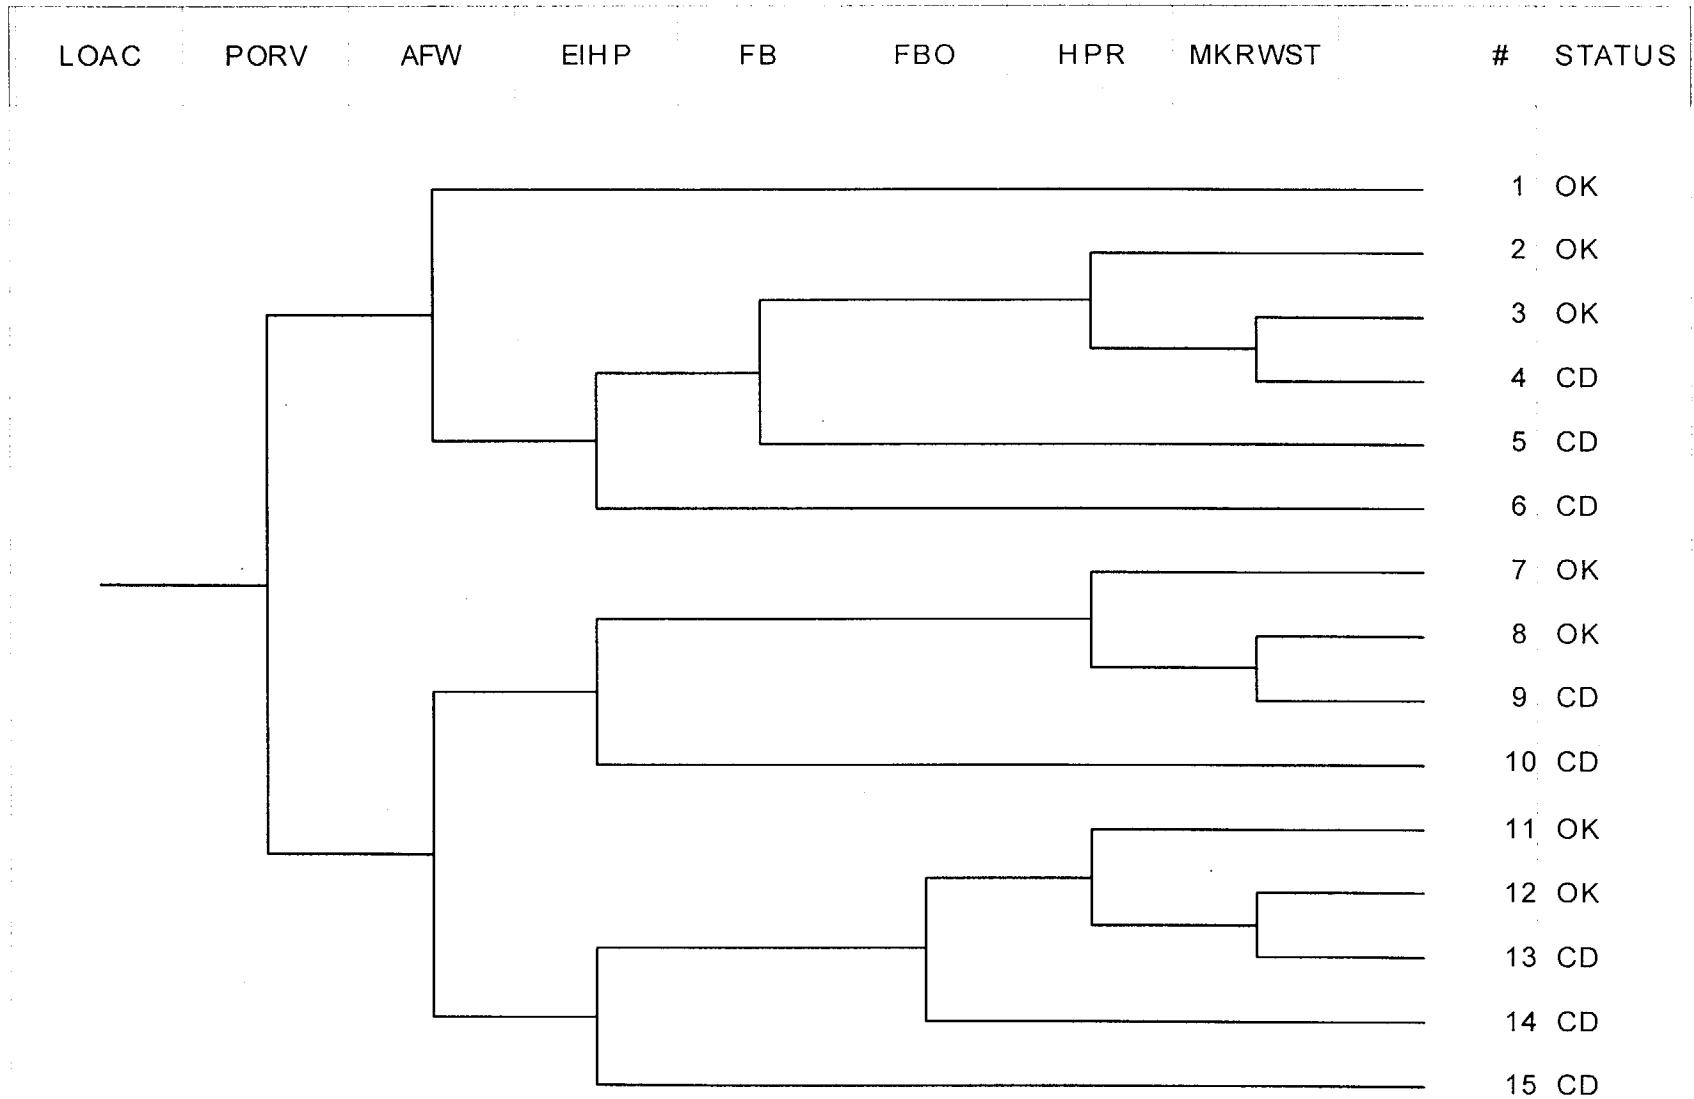 LOAC PORV AFW EIHP FB FBO HPR MKRWST # STATUS
1 OK
2 OK
3 OK
4 CD
5 CD
6 CD
7 OK
8 OK
9 CD
10 CD
11 OK
12 OK
13 CD
14 CD
15 CD